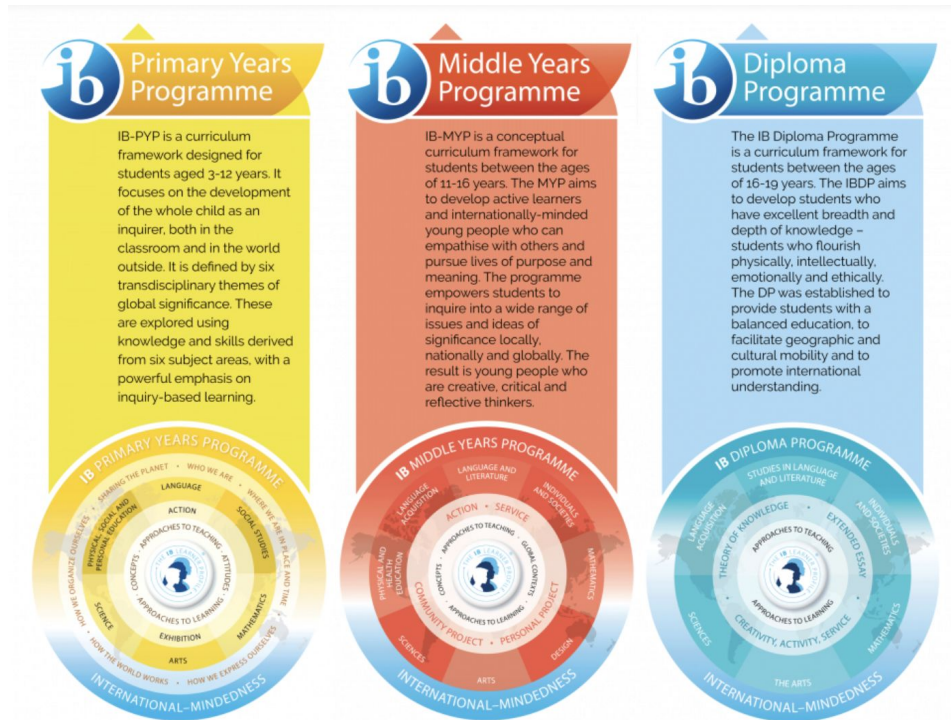 ib
Primary Years
Programme
IB-PYP is a curriculum
framework designed for
students aged 3-12 years. It
focuses on the development
of the whole child as an
inquirer, both in the
classroom and in the world
outside. It is defined by six
transdisciplinary themes of
global significance. These
are explored using
knowledge and skills derived
from six subject areas, with a
powerful emphasis on
inquiry-based learning.
IB PRIMARY YEARS PROGRAMME
SHARING THE PLANET • WHO WE ARE • WHERE WE ARE IN PLACE AND TIME
HOW WE ORGANIZE OURSELVES • HOW THE WORLD WORKS • HOW WE EXPRESS OURSELVES
LANGUAGE
PHYSICAL, SOCIAL AND
PERSONAL EDUCATION
SOCIAL STUDIES
ACTION
APPROACHES TO TEACHING
CONCEPTS
ATTITUDES
THE IB LEARNER
APPROACHES TO LEARNING
SCIENCE
MATHEMATICS
EXHIBITION
ARTS
INTERNATIONAL-MINDEDNESS
ib
Middle Years
Programme
IB-MYP is a conceptual
curriculum framework for
students between the ages
of 11-16 years. The MYP aims
to develop active learners
and internationally-minded
young people who can
empathise with others and
pursue lives of purpose and
meaning. The programme
empowers students to
inquire into a wide range of
issues and ideas of
significance locally,
nationally and globally. The
result is young people who
are creative, critical and
reflective thinkers.
IB MIDDLE YEARS PROGRAMME
LANGUAGE AND
LITERATURE
LANGUAGE
ACQUISITION
INDIVIDUALS
AND SOCIETIES
ACTION • SERVICE
APPROACHES TO TEACHING
PHYSICAL AND
HEALTH
EDUCATION
CONCEPTS
THE IB LEARNER
GLOBAL CONTEXTS
MATHEMATICS
APPROACHES TO LEARNING
COMMUNITY PROJECT • PERSONAL PROJECT
SCIENCES
DESIGN
ARTS
INTERNATIONAL-MINDEDNESS
ib
Diploma
Programme
The IB Diploma Programme
is a curriculum framework for
students between the ages
of 16-19 years. The IBDP aims
to develop students who
have excellent breadth and
depth of knowledge –
students who flourish
physically, intellectually,
emotionally and ethically.
The DP was established to
provide students with a
balanced education, to
facilitate geographic and
cultural mobility and to
promote international
understanding.
IB DIPLOMA PROGRAMME
STUDIES IN LANGUAGE
AND LITERATURE
LANGUAGE
ACQUISITION
INDIVIDUALS
AND SOCIETIES
THEORY OF KNOWLEDGE • EXTENDED ESSAY
APPROACHES TO TEACHING
THE IB LEARNER
APPROACHES TO LEARNING
CREATIVITY, ACTIVITY, SERVICE
SCIENCES
MATHEMATICS
THE ARTS
INTERNATIONAL-MINDEDNESS